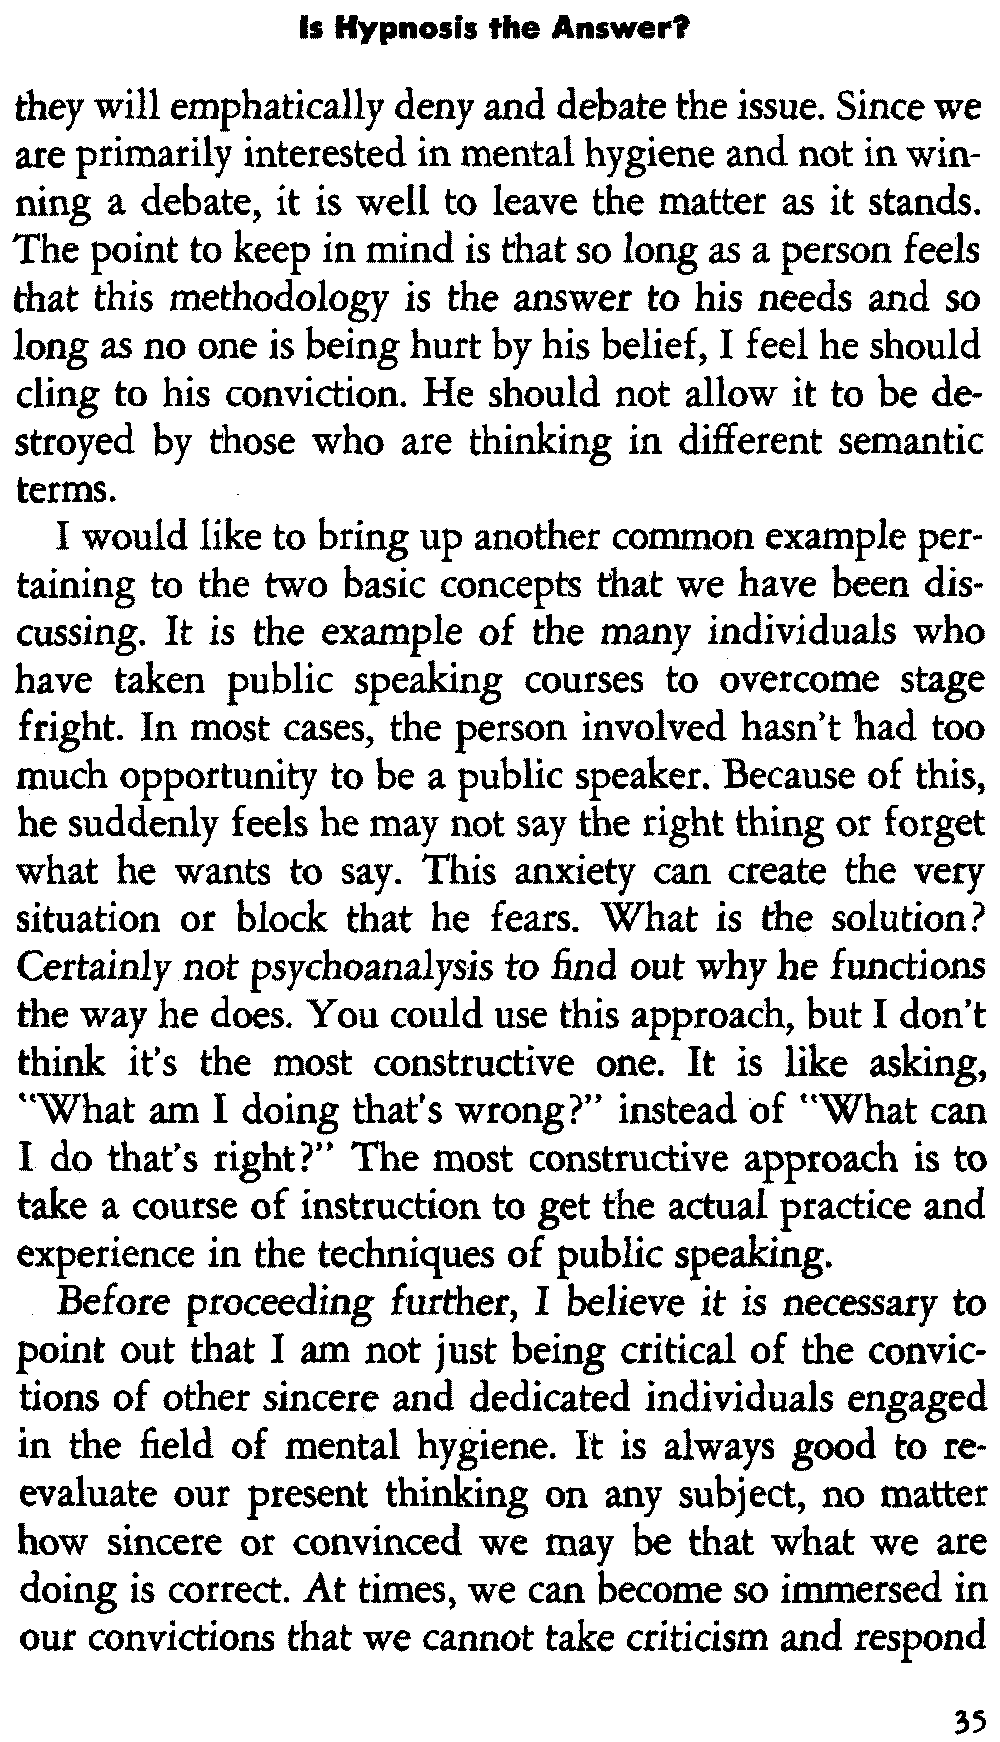 Is Hypnosis the Answer?
they will emphatically deny and debate the issue. Since we
are primarily interested in mental hygiene and not in win-
ning a debate, it is well to leave the matter as it stands.
The point to keep in mind is that so long as a person feels
that this methodology is the answer to his needs and so
long as no one is being hurt by his belief, I feel he should
cling to his conviction. He should not allow it to be de-
stroyed by those who are thinking in different semantic
terms.
I would like to bring up another common example per-
taining to the two basic concepts that we have been dis-
cussing. It is the example of the many individuals who
have taken public speaking courses to overcome stage
fright. In most cases, the person involved hasn't had too
much opportunity to be a public speaker. Because of this,
he suddenly feels he may not say the right thing or forget
what he wants to say. This anxiety can create the very
situation or block that he fears. What is the solution?
Certainly not psychoanalysis to find out why he functions
the way he does. You could use this approach, but I don't
think it's the most constructive one. It is like asking,
"What am I doing that's wrong?" instead of "What can
I do that's right?" The most constructive approach is to
take a course of instruction to get the actual practice and
experience in the techniques of public speaking.
Before proceeding further, I believe it is necessary to
point out that I am not just being critical of the convic-
tions of other sincere and dedicated individuals engaged
in the field of mental hygiene. It is always good to re-
evaluate our present thinking on any subject, no matter
how sincere or convinced we may be that what we are
doing is correct. At times, we can become so immersed in
our convictions that we cannot take criticism and respond
35